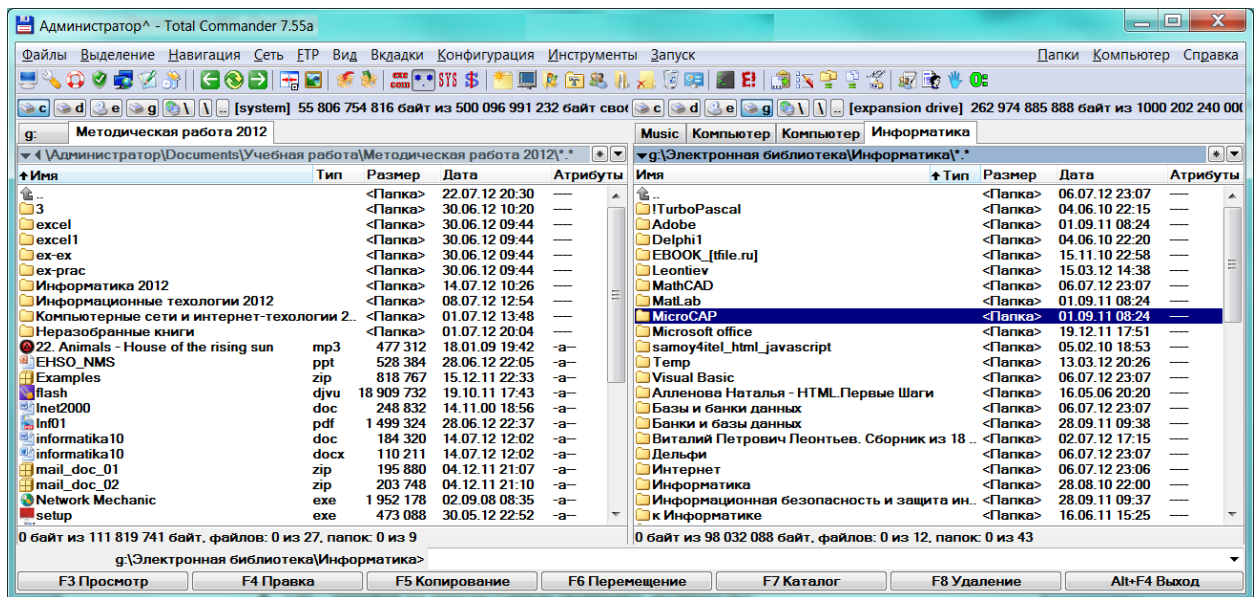 Администратор^ - Total Commander 7.55a
Файлы Выделение Навигация Сеть FTP Вид Вкладки Конфигурация Инструменты Запуск Папки Компьютер Справка
exe com *.* SYS $
c d e g \ \ .. [system] 55 806 754 816 байт из 500 096 991 232 байт свої c d e g \ \ .. [expansion drive] 262 974 885 888 байт из 1000 202 240 00(
g: Методическая работа 2012 Music Компьютер Компьютер Информатика
\Администратор\Documents\Учебная работа\Методическая работа 2012\*.* * g:\Электронная библиотека\Информатика\*.* *
Имя Тип Размер Дата Атрибуты Имя Тип Размер Дата Атрибуты
.. <Папка> 22.07.12 20:30 ---- .. <Папка> 06.07.12 23:07 ----
3 <Папка> 30.06.12 10:20 ---- !TurboPascal <Папка> 04.06.10 22:15 ----
excel <Папка> 30.06.12 09:44 ---- Adobe <Папка> 01.09.11 08:24 ----
excel1 <Папка> 30.06.12 09:44 ---- Delphi1 <Папка> 04.06.10 22:20 ----
ex-ex <Папка> 30.06.12 09:44 ---- EBOOK_[tfile.ru] <Папка> 15.11.10 22:58 ----
ex-prac <Папка> 30.06.12 09:44 ---- Leontiev <Папка> 15.03.12 14:38 ----
Информатика 2012 <Папка> 14.07.12 10:26 ---- MathCAD <Папка> 06.07.12 23:07 ----
Информационные техологии 2012 <Папка> 08.07.12 12:54 ---- MatLab <Папка> 01.09.11 08:24 ----
Компьютерные сети и интернет-техологии 2.. <Папка> 01.07.12 13:48 ---- MicroCAP <Папка> 01.09.11 08:24 ----
Неразобранные книги <Папка> 01.07.12 20:04 ---- Microsoft office <Папка> 19.12.11 17:51 ----
22. Animals - House of the rising sun mp3 477 312 18.01.09 19:42 -a-- samoy4itel_html_javascript <Папка> 05.02.10 18:53 ----
EHSO_NMS ppt 528 384 28.06.12 22:05 -a-- Temp <Папка> 13.03.12 20:26 ----
Examples zip 818 767 15.12.11 22:33 -a-- Visual Basic <Папка> 06.07.12 23:07 ----
flash djvu 18 909 732 19.10.11 17:43 -a-- Алленова Наталья - HTML.Первые Шаги <Папка> 16.05.06 20:20 ----
Inet2000 doc 248 832 14.11.00 18:56 -a-- Базы и банки данных <Папка> 06.07.12 23:07 ----
Inf01 pdf 1 499 324 28.06.12 22:37 -a-- Банки и базы данных <Папка> 28.09.11 09:38 ----
informatika10 doc 184 320 14.07.12 12:02 -a-- Виталий Петрович Леонтьев. Сборник из 18 .. <Папка> 02.07.12 17:15 ----
informatika10 docx 110 211 14.07.12 12:02 -a-- Дельфи <Папка> 06.07.12 23:07 ----
mail_doc_01 zip 195 880 04.12.11 21:07 -a-- Интернет <Папка> 06.07.12 23:06 ----
mail_doc_02 zip 203 748 04.12.11 21:10 -a-- Информатика <Папка> 28.08.10 22:00 ----
Network Mechanic exe 1 952 178 02.09.08 08:35 -a-- Информационная безопасность и защита ин.. <Папка> 28.09.11 09:37 ----
setup exe 473 088 30.05.12 22:52 -a-- к Информатике <Папка> 16.06.11 15:25 ----
0 байт из 111 819 741 байт, файлов: 0 из 27, папок: 0 из 9 0 байт из 98 032 088 байт, файлов: 0 из 12, папок: 0 из 43
g:\Электронная библиотека\Информатика>
F3 Просмотр F4 Правка F5 Копирование F6 Перемещение F7 Каталог F8 Удаление Alt+F4 Выход